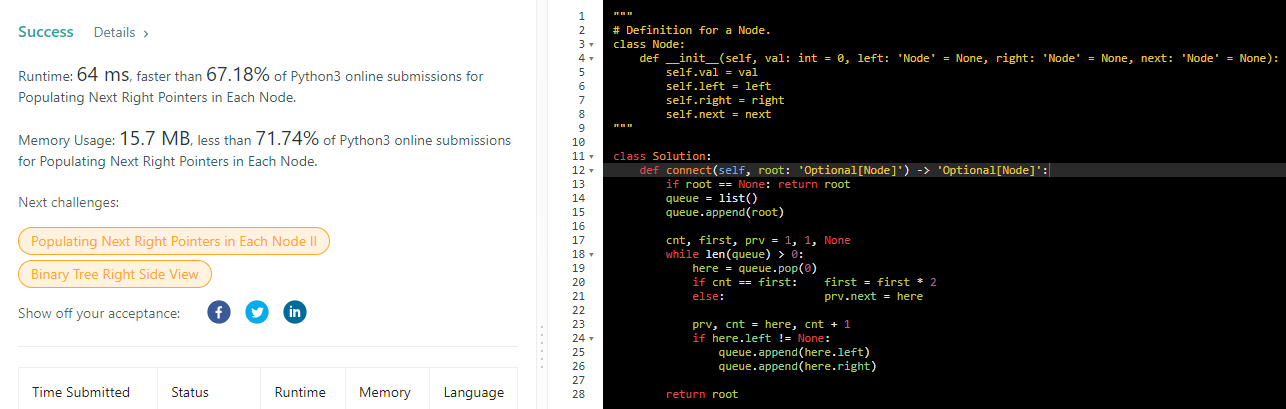 Success Details >
Runtime: 64 ms, faster than 67.18% of Python3 online submissions for
Populating Next Right Pointers in Each Node.
Memory Usage: 15.7 MB, less than 71.74% of Python3 online submissions
for Populating Next Right Pointers in Each Node.
Next challenges:
Populating Next Right Pointers in Each Node II
Binary Tree Right Side View
Show off your acceptance: f in
Time Submitted Status Runtime Memory Language
1 """
2 # Definition for a Node.
3 class Node:
4     def __init__(self, val: int = 0, left: 'Node' = None, right: 'Node' = None, next: 'Node' = None):
5         self.val = val
6         self.left = left
7         self.right = right
8         self.next = next
9 """
10
11 class Solution:
12     def connect(self, root: 'Optional[Node]') -> 'Optional[Node]':
13         if root == None: return root
14         queue = list()
15         queue.append(root)
16
17         cnt, first, prv = 1, 1, None
18         while len(queue) > 0:
19             here = queue.pop(0)
20             if cnt == first:    first = first * 2
21             else:               prv.next = here
22
23             prv, cnt = here, cnt + 1
24             if here.left != None:
25                 queue.append(here.left)
26                 queue.append(here.right)
27
28         return root